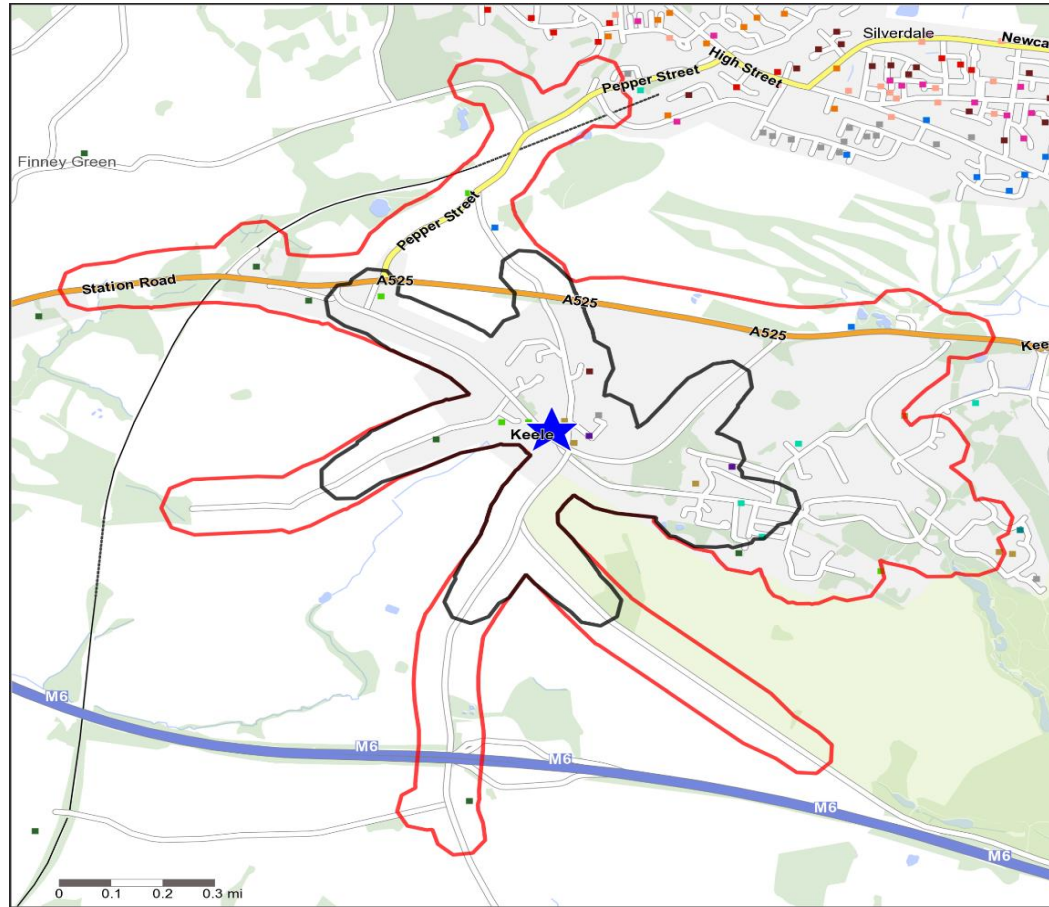 Silverdale
Newca
High Street
Pepper Street
Finney Green
Pepper Street
Station Road
A525
A525
A525
Kee
Keele
M6
M6
M6
M6
M6
0 0.1 0.2 0.3 mi